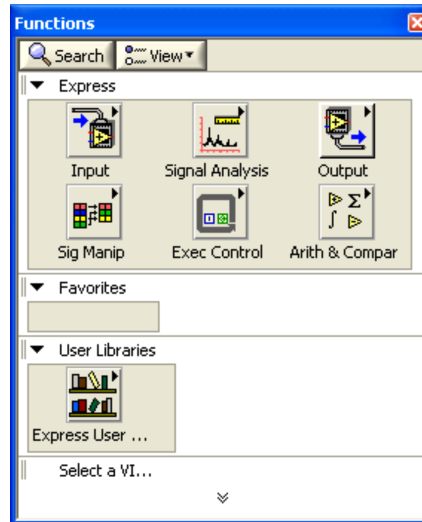 Functions
Search View
Express
Input Signal Analysis Output
Sig Manip Exec Control Arith & Compar
Favorites
User Libraries
Express User ...
Select a VI...